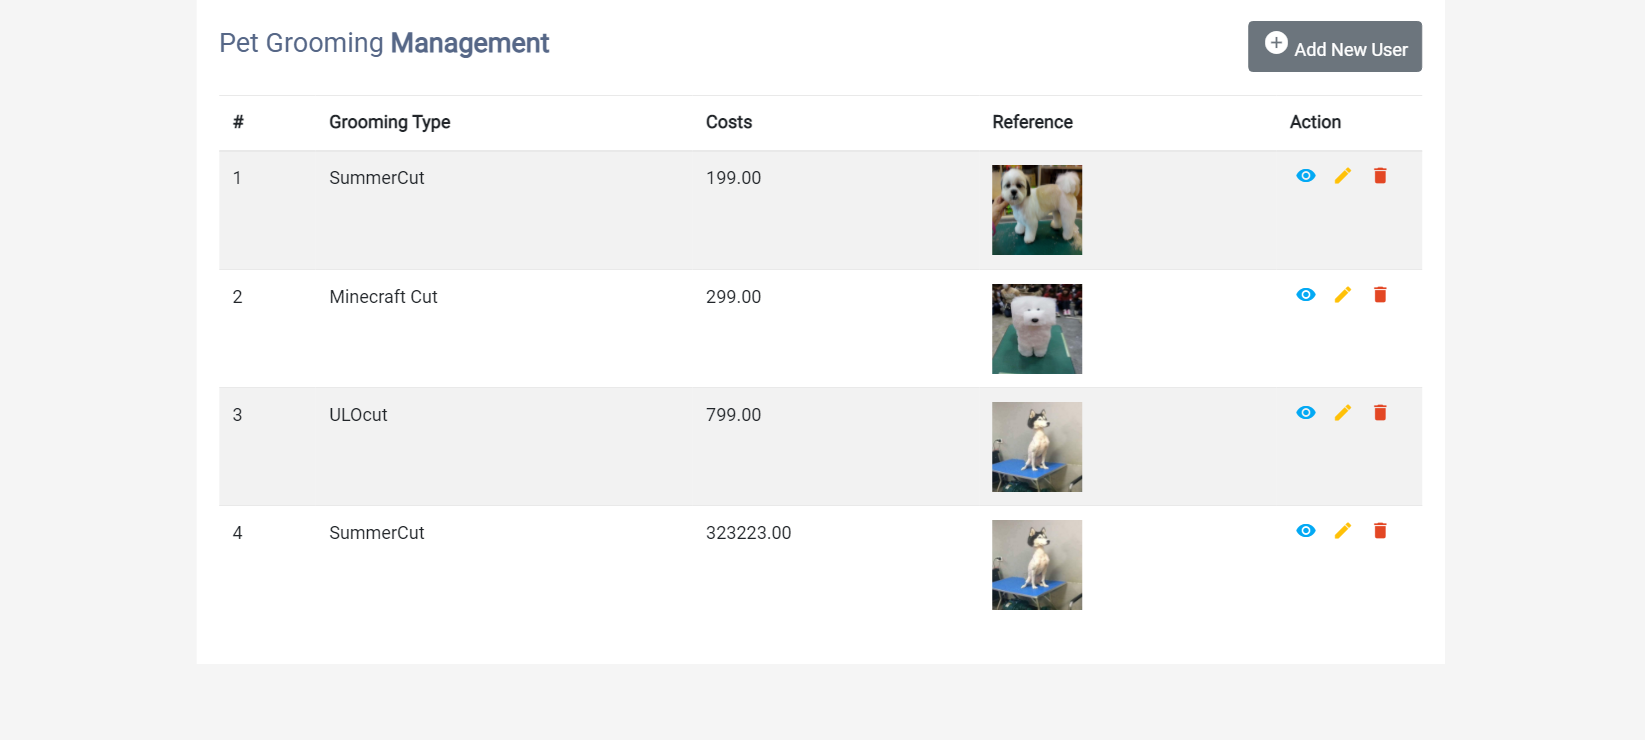 Pet Grooming Management
Add New User
# Grooming Type Costs Reference Action
1 SummerCut 199.00
2 Minecraft Cut 299.00
3 ULOcut 799.00
4 SummerCut 323223.00